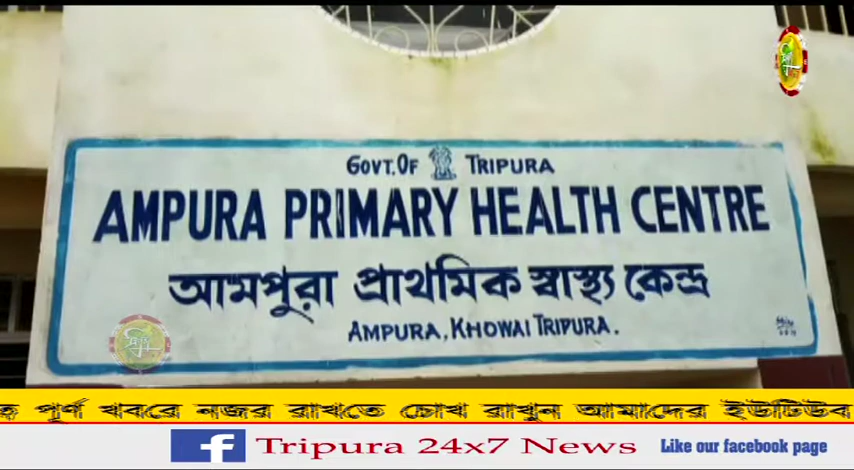 GOVT. OF TRIPURA
AMPURA PRIMARY HEALTH CENTRE
আমপুরা প্রাথমিক স্বাস্থ্য কেন্দ্র
AMPURA, KHOWAI TRIPURA.
পূর্ণ খবরে নজর রাখতে চোখ রাখুন আমাদের ইউটিউব
f Tripura 24x7 News Like our facebook page